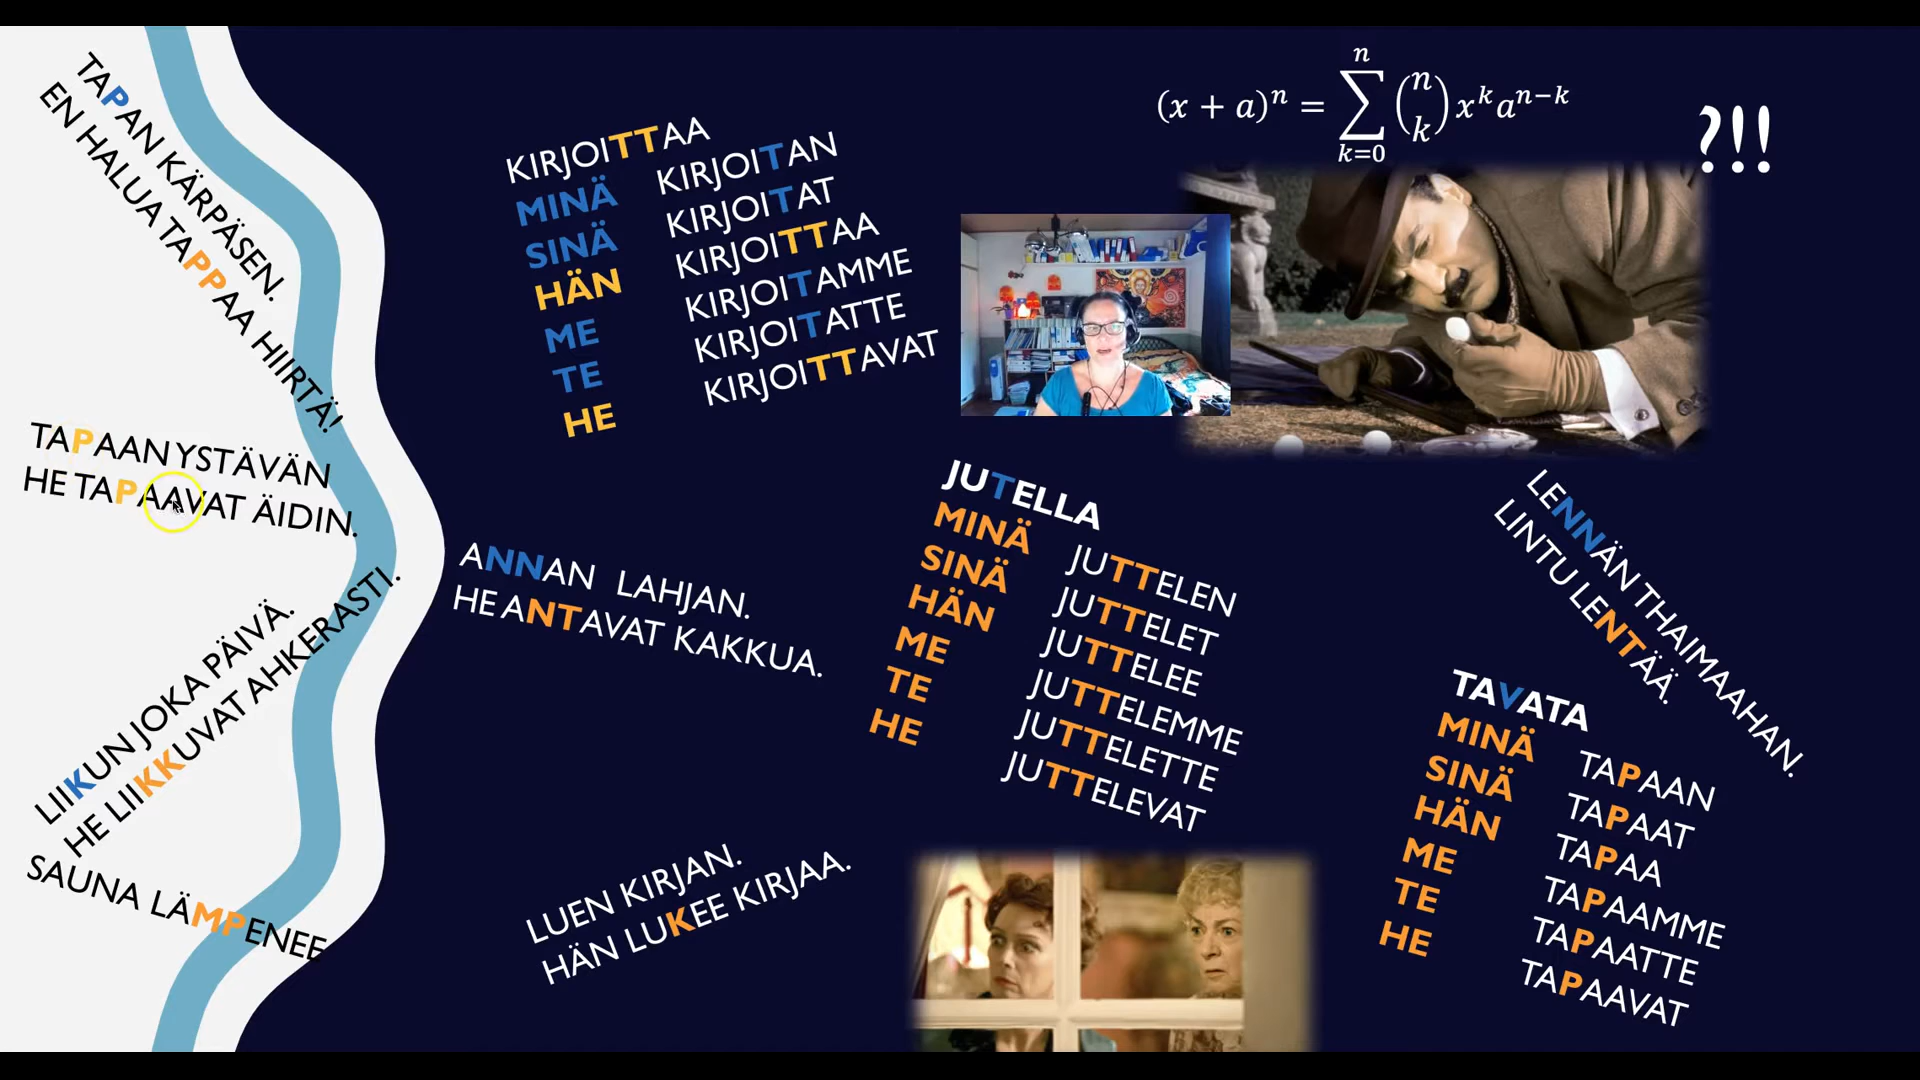 TAPAN KÄRPÄSEN.
EN HALUA TAPPAA HIIRTÄ!
TAPAAN YSTÄVÄN
HE TAPAAVAT ÄIDIN.
LIIKUN JOKA PÄIVÄ.
HE LIIKKUVAT AHKERASTI.
SAUNA LÄMPENEE
KIRJOITTAA
MINÄ KIRJOITAN
SINÄ KIRJOITAT
HÄN KIRJOITTAA
ME KIRJOITAMME
TE KIRJOITATTE
HE KIRJOITTAVAT
ANNAN LAHJAN.
HE ANTAVAT KAKKUA.
LUEN KIRJAN.
HÄN LUKEE KIRJAA.
(x + a)ⁿ = ∑ₖ₌₀ⁿ (n k) xᵏaⁿ⁻ᵏ
?!!
JUTELLA
MINÄ JUTTELEN
SINÄ JUTTELET
HÄN JUTTELEE
ME JUTTELEMME
TE JUTTELETTE
HE JUTTELEVAT
LENNÄN THAIMAAHAN.
LINTU LENTÄÄ.
TAVATA
MINÄ TAPAAN
SINÄ TAPAAT
HÄN TAPAA
ME TAPAAMME
TE TAPAATTE
HE TAPAAVAT